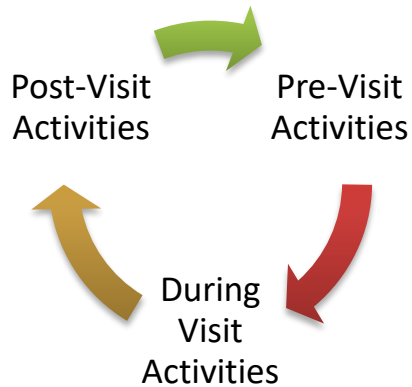 Post-Visit
Activities
Pre-Visit
Activities
During
Visit
Activities